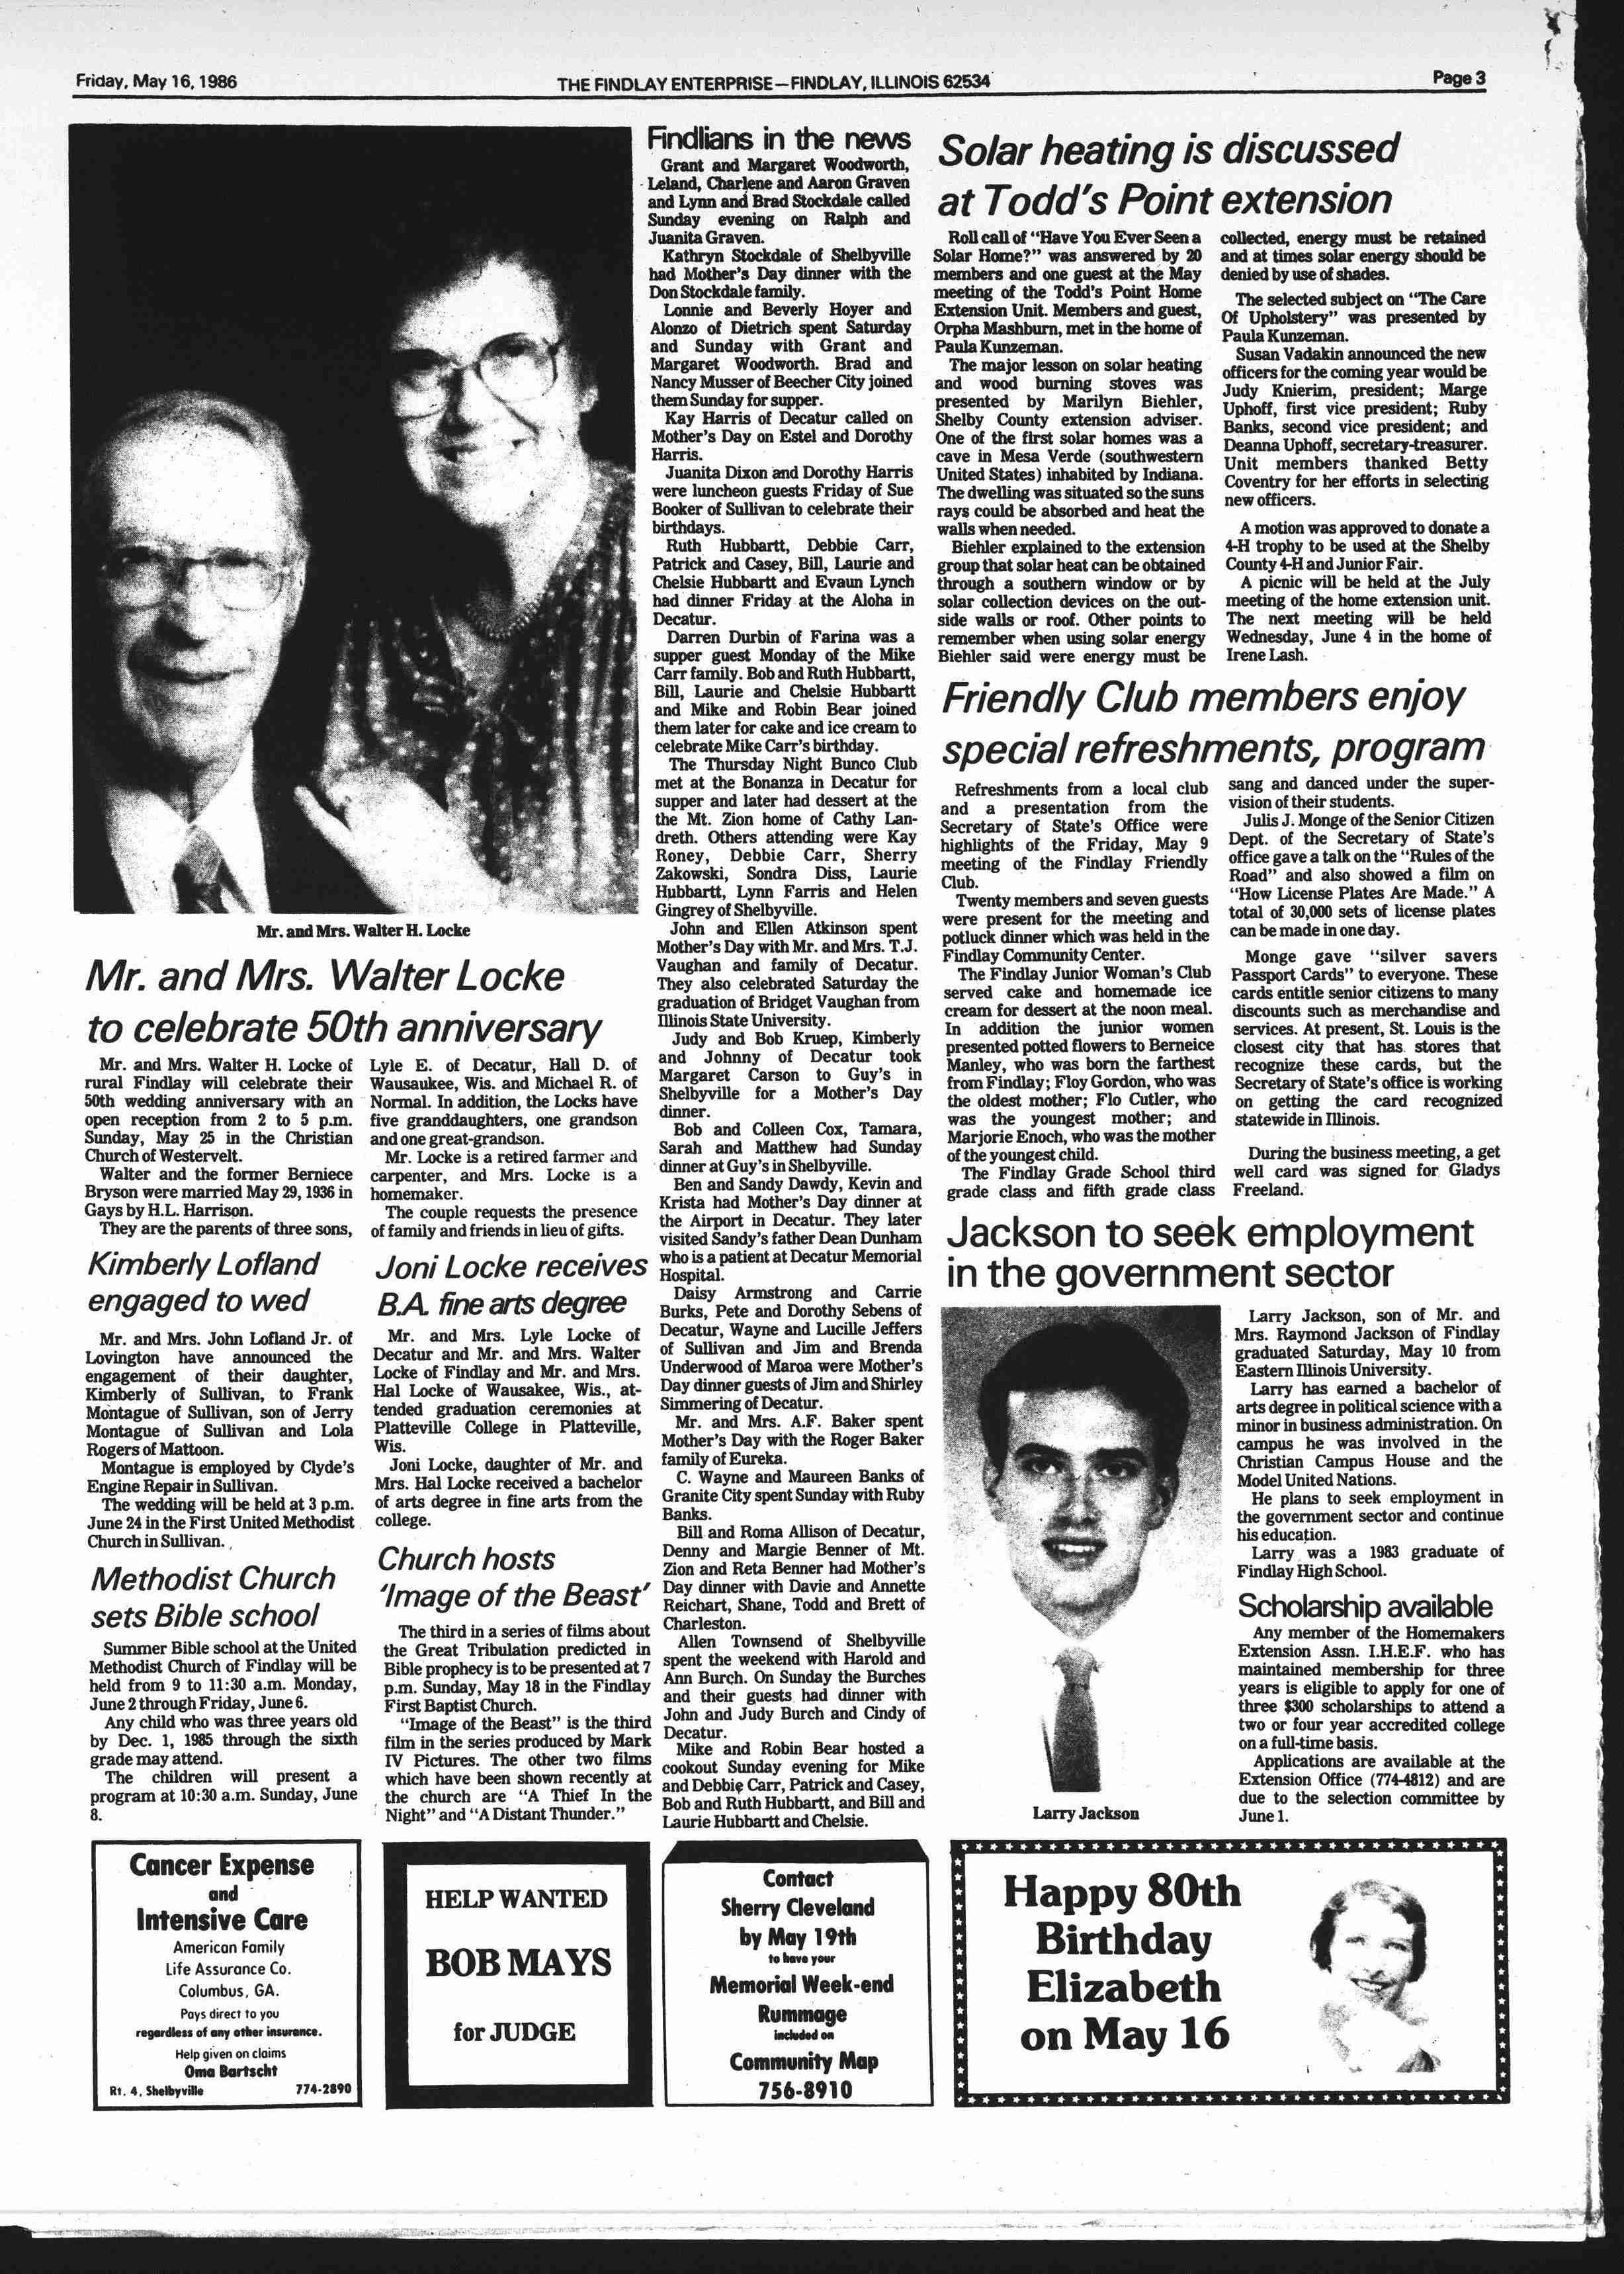 Friday, May 16, 1986
THE FINDLAY ENTERPRISE—FINDLAY, ILLINOIS 62534
Page 3
Mr. and Mrs. Walter H. Locke
Mr. and Mrs. Walter Locke
to celebrate 50th anniversary
Mr. and Mrs. Walter H. Locke of
rural Findlay will celebrate their
50th wedding anniversary with an
open reception from 2 to 5 p.m.
Sunday, May 25 in the Christian
Church of Westervelt.
Walter and the former Berniece
Bryson were married May 29, 1936 in
Gays by H.L. Harrison.
They are the parents of three sons,
Lyle E. of Decatur, Hall D. of
Wausaukee, Wis. and Michael R. of
Normal. In addition, the Locks have
five granddaughters, one grandson
and one great-grandson.
Mr. Locke is a retired farmer and
carpenter, and Mrs. Locke is a
homemaker.
The couple requests the presence
of family and friends in lieu of gifts.
Kimberly Lofland
engaged to wed
Mr. and Mrs. John Lofland Jr. of
Lovington have announced the
engagement of their daughter,
Kimberly of Sullivan, to Frank
Montague of Sullivan, son of Jerry
Montague of Sullivan and Lola
Rogers of Mattoon.
Montague is employed by Clyde's
Engine Repair in Sullivan.
The wedding will be held at 3 p.m.
June 24 in the First United Methodist
Church in Sullivan.
Methodist Church
sets Bible school
Summer Bible school at the United
Methodist Church of Findlay will be
held from 9 to 11:30 a.m. Monday,
June 2 through Friday, June 6.
Any child who was three years old
by Dec. 1, 1985 through the sixth
grade may attend.
The children will present a
program at 10:30 a.m. Sunday, June
8.
Joni Locke receives
B.A. fine arts degree
Mr. and Mrs. Lyle Locke of
Decatur and Mr. and Mrs. Walter
Locke of Findlay and Mr. and Mrs.
Hal Locke of Wausakee, Wis., at-
tended graduation ceremonies at
Platteville College in Platteville,
Wis.
Joni Locke, daughter of Mr. and
Mrs. Hal Locke received a bachelor
of arts degree in fine arts from the
college.
Church hosts
'Image of the Beast'
The third in a series of films about
the Great Tribulation predicted in
Bible prophecy is to be presented at 7
p.m. Sunday, May 18 in the Findlay
First Baptist Church.
"Image of the Beast" is the third
film in the series produced by Mark
IV Pictures. The other two films
which have been shown recently at
the church are "A Thief In the
Night" and "A Distant Thunder."
Findlians in the news
Grant and Margaret Woodworth,
Leland, Charlene and Aaron Graven
and Lynn and Brad Stockdale called
Sunday evening on Ralph and
Juanita Graven.
Kathryn Stockdale of Shelbyville
had Mother's Day dinner with the
Don Stockdale family.
Lonnie and Beverly Hoyer and
Alonzo of Dietrich spent Saturday
and Sunday with Grant and
Margaret Woodworth. Brad and
Nancy Musser of Beecher City joined
them Sunday for supper.
Kay Harris of Decatur called on
Mother's Day on Estel and Dorothy
Harris.
Juanita Dixon and Dorothy Harris
were luncheon guests Friday of Sue
Booker of Sullivan to celebrate their
birthdays.
Ruth Hubbartt, Debbie Carr,
Patrick and Casey, Bill, Laurie and
Chelsie Hubbartt and Evaun Lynch
had dinner Friday at the Aloha in
Decatur.
Darren Durbin of Farina was a
supper guest Monday of the Mike
Carr family. Bob and Ruth Hubbartt,
Bill, Laurie and Chelsie Hubbartt
and Mike and Robin Bear joined
them later for cake and ice cream to
celebrate Mike Carr's birthday.
The Thursday Night Bunco Club
met at the Bonanza in Decatur for
supper and later had dessert at the
the Mt. Zion home of Cathy Lan-
dreth. Others attending were Kay
Roney, Debbie Carr, Sherry
Zakowski, Sondra Diss, Laurie
Hubbartt, Lynn Farris and Helen
Gingrey of Shelbyville.
John and Ellen Atkinson spent
Mother's Day with Mr. and Mrs. T.J.
Vaughan and family of Decatur.
They also celebrated Saturday the
graduation of Bridget Vaughan from
Illinois State University.
Judy and Bob Kruep, Kimberly
and Johnny of Decatur took
Margaret Carson to Guy's in
Shelbyville for a Mother's Day
dinner.
Bob and Colleen Cox, Tamara,
Sarah and Matthew had Sunday
dinner at Guy's in Shelbyville.
Ben and Sandy Dawdy, Kevin and
Krista had Mother's Day dinner at
the Airport in Decatur. They later
visited Sandy's father Dean Dunham
who is a patient at Decatur Memorial
Hospital.
Daisy Armstrong and Carrie
Burks, Pete and Dorothy Sebens of
Decatur, Wayne and Lucille Jeffers
of Sullivan and Jim and Brenda
Underwood of Maroa were Mother's
Day dinner guests of Jim and Shirley
Simmering of Decatur.
Mr. and Mrs. A.F. Baker spent
Mother's Day with the Roger Baker
family of Eureka.
C. Wayne and Maureen Banks of
Granite City spent Sunday with Ruby
Banks.
Bill and Roma Allison of Decatur,
Denny and Margie Benner of Mt.
Zion and Reta Benner had Mother's
Day dinner with Davie and Annette
Reichart, Shane, Todd and Brett of
Charleston.
Allen Townsend of Shelbyville
spent the weekend with Harold and
Ann Burch. On Sunday the Burches
and their guests had dinner with
John and Judy Burch and Cindy of
Decatur.
Mike and Robin Bear hosted a
cookout Sunday evening for Mike
and Debbie Carr, Patrick and Casey,
Bob and Ruth Hubbartt, and Bill and
Laurie Hubbartt and Chelsie.
Solar heating is discussed
at Todd's Point extension
Roll call of "Have You Ever Seen a
Solar Home?" was answered by 20
members and one guest at the May
meeting of the Todd's Point Home
Extension Unit. Members and guest,
Orpha Mashburn, met in the home of
Paula Kunzeman.
The major lesson on solar heating
and wood burning stoves was
presented by Marilyn Biehler,
Shelby County extension adviser.
One of the first solar homes was a
cave in Mesa Verde (southwestern
United States) inhabited by Indiana.
The dwelling was situated so the suns
rays could be absorbed and heat the
walls when needed.
Biehler explained to the extension
group that solar heat can be obtained
through a southern window or by
solar collection devices on the out-
side walls or roof. Other points to
remember when using solar energy
Biehler said were energy must be
collected, energy must be retained
and at times solar energy should be
denied by use of shades.
The selected subject on "The Care
Of Upholstery" was presented by
Paula Kunzeman.
Susan Vadakin announced the new
officers for the coming year would be
Judy Knierim, president; Marge
Uphoff, first vice president; Ruby
Banks, second vice president; and
Deanna Uphoff, secretary-treasurer.
Unit members thanked Betty
Coventry for her efforts in selecting
new officers.
A motion was approved to donate a
4-H trophy to be used at the Shelby
County 4-H and Junior Fair.
A picnic will be held at the July
meeting of the home extension unit.
The next meeting will be held
Wednesday, June 4 in the home of
Irene Lash.
Friendly Club members enjoy
special refreshments, program
Refreshments from a local club
and a presentation from the
Secretary of State's Office were
highlights of the Friday, May 9
meeting of the Findlay Friendly
Club.
Twenty members and seven guests
were present for the meeting and
potluck dinner which was held in the
Findlay Community Center.
The Findlay Junior Woman's Club
served cake and homemade ice
cream for dessert at the noon meal.
In addition the junior women
presented potted flowers to Berneice
Manley, who was born the farthest
from Findlay; Floy Gordon, who was
the oldest mother; Flo Cutler, who
was the youngest mother; and
Marjorie Enoch, who was the mother
of the youngest child.
The Findlay Grade School third
grade class and fifth grade class
sang and danced under the super-
vision of their students.
Julis J. Monge of the Senior Citizen
Dept. of the Secretary of State's
office gave a talk on the "Rules of the
Road" and also showed a film on
"How License Plates Are Made." A
total of 30,000 sets of license plates
can be made in one day.
Monge gave "silver savers
Passport Cards" to everyone. These
cards entitle senior citizens to many
discounts such as merchandise and
services. At present, St. Louis is the
closest city that has stores that
recognize these cards, but the
Secretary of State's office is working
on getting the card recognized
statewide in Illinois.
During the business meeting, a get
well card was signed for Gladys
Freeland.
Jackson to seek employment
in the government sector
Larry Jackson
Larry Jackson, son of Mr. and
Mrs. Raymond Jackson of Findlay
graduated Saturday, May 10 from
Eastern Illinois University.
Larry has earned a bachelor of
arts degree in political science with a
minor in business administration. On
campus he was involved in the
Christian Campus House and the
Model United Nations.
He plans to seek employment in
the government sector and continue
his education.
Larry was a 1983 graduate of
Findlay High School.
Scholarship available
Any member of the Homemakers
Extension Assn. I.H.E.F. who has
maintained membership for three
years is eligible to apply for one of
three $300 scholarships to attend a
two or four year accredited college
on a full-time basis.
Applications are available at the
Extension Office (774-4812) and are
due to the selection committee by
June 1.
Cancer Expense
and
Intensive Care
American Family
Life Assurance Co.
Columbus, GA.
Pays direct to you
regardless of any other insurance.
Help given on claims
Oma Bartscht
Rt. 4, Shelbyville 774-2890
HELP WANTED
BOB MAYS
for JUDGE
Contact
Sherry Cleveland
by May 19th
to have your
Memorial Week-end
Rummage
included on
Community Map
756-8910
Happy 80th
Birthday
Elizabeth
on May 16